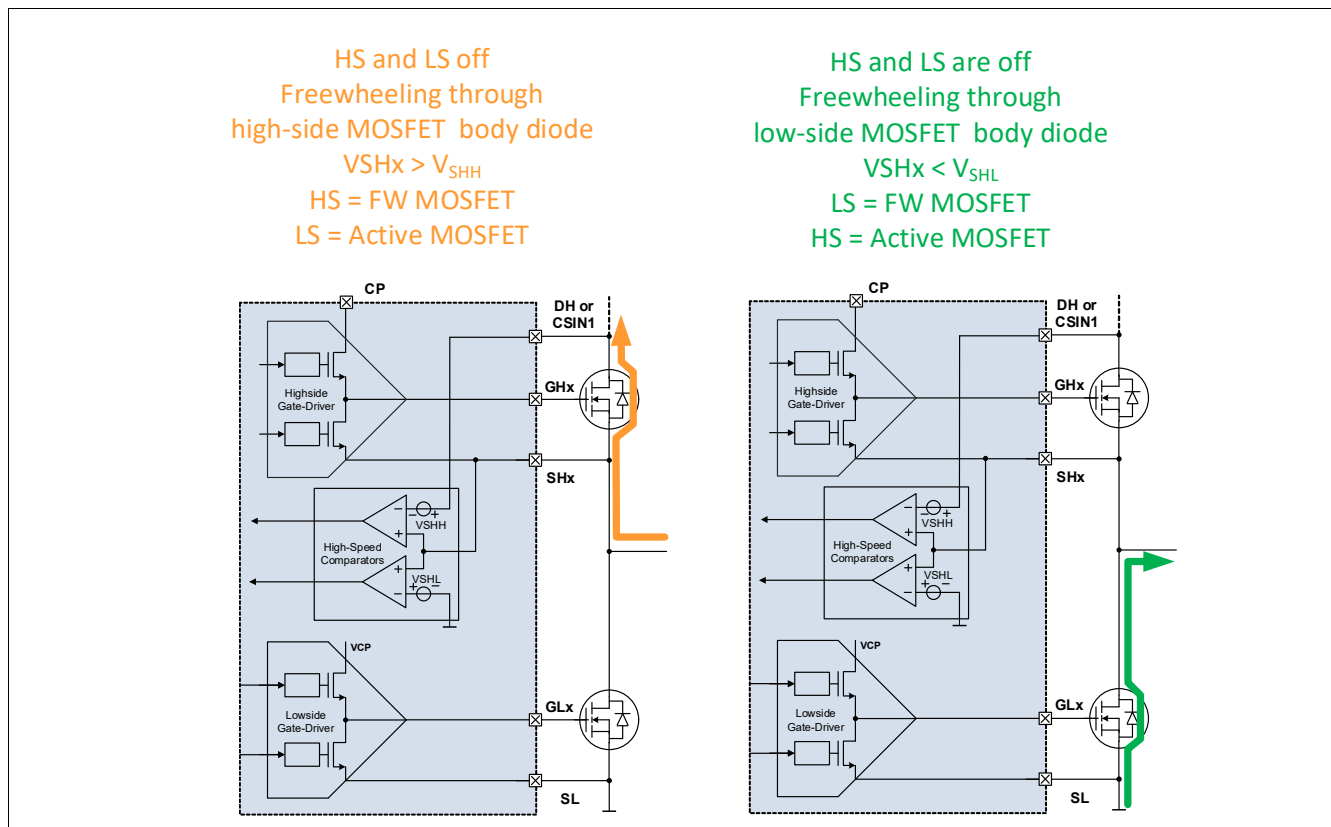 HS and LS off
Freewheeling through
high-side MOSFET body diode
VSHx > VSHH
HS = FW MOSFET
LS = Active MOSFET
HS and LS are off
Freewheeling through
low-side MOSFET body diode
VSHx < VSHL
LS = FW MOSFET
HS = Active MOSFET
CP
DH or
CSIN1
Highside
Gate-Driver
GHx
SHx
VSHH
High-Speed
Comparators
VSHL
VCP
Lowside
Gate-Driver
GLx
SL
CP
DH or
CSIN1
Highside
Gate-Driver
GHx
SHx
VSHH
High-Speed
Comparators
VSHL
VCP
Lowside
Gate-Driver
GLx
SL